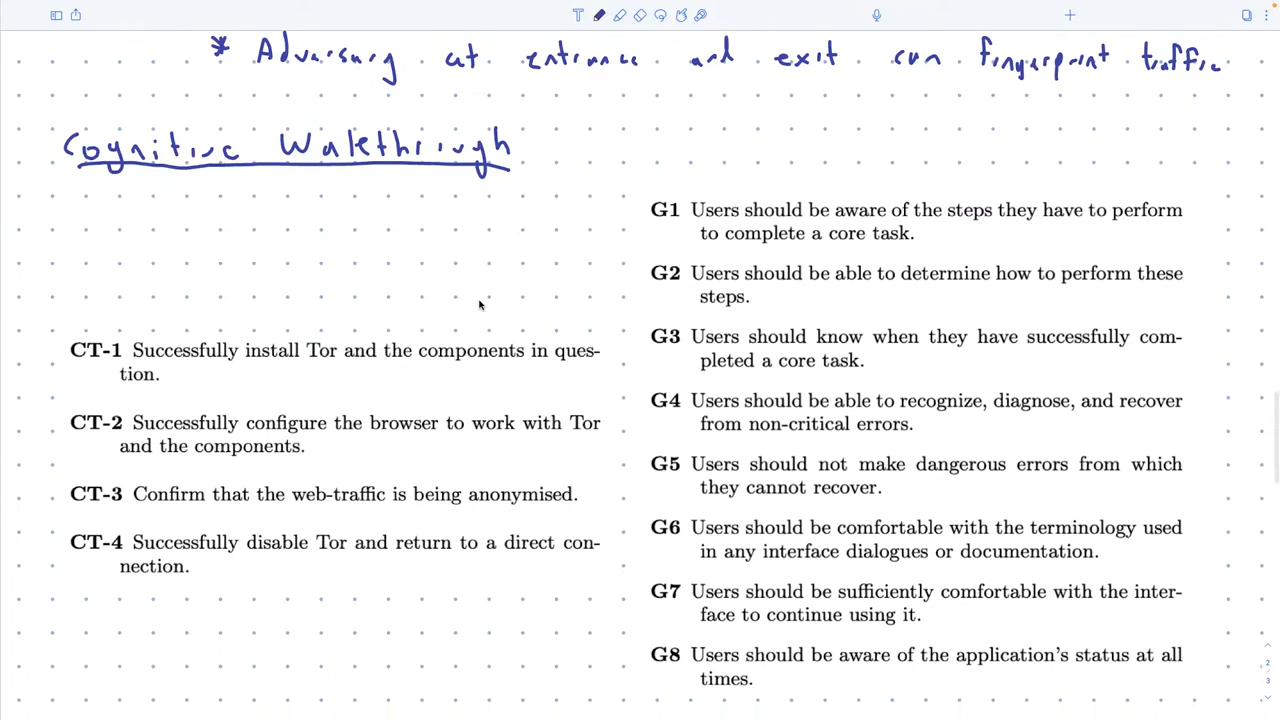 * Adversary at entrance and exit can fingerprint traffic
Cognitive Walkthrough
CT-1 Successfully install Tor and the components in ques-
tion.
CT-2 Successfully configure the browser to work with Tor
and the components.
CT-3 Confirm that the web-traffic is being anonymised.
CT-4 Successfully disable Tor and return to a direct con-
nection.
G1 Users should be aware of the steps they have to perform
to complete a core task.
G2 Users should be able to determine how to perform these
steps.
G3 Users should know when they have successfully com-
pleted a core task.
G4 Users should be able to recognize, diagnose, and recover
from non-critical errors.
G5 Users should not make dangerous errors from which
they cannot recover.
G6 Users should be comfortable with the terminology used
in any interface dialogues or documentation.
G7 Users should be sufficiently comfortable with the inter-
face to continue using it.
G8 Users should be aware of the application's status at all
times.
2
3